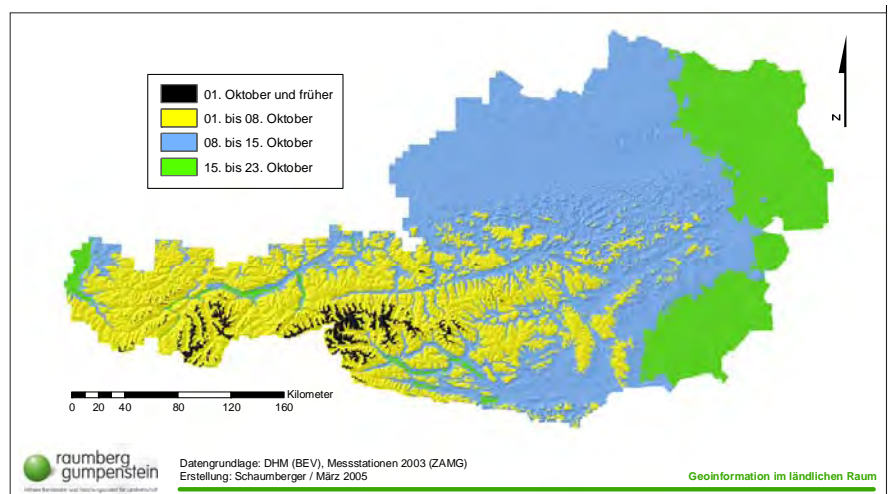 01. Oktober und früher
01. bis 08. Oktober
08. bis 15. Oktober
15. bis 23. Oktober
N
Kilometer
0 20 40 80 120 160
raumberg
gumpenstein
Datengrundlage: DHM (BEV), Messstationen 2003 (ZAMG)
Erstellung: Schaumberger / März 2005
Geoinformation im ländlichen Raum